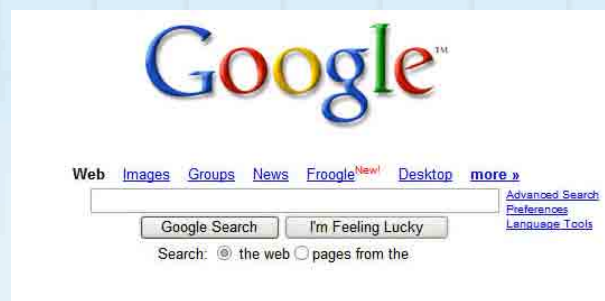 Google™
Web Images Groups News Froogle New! Desktop more »
Advanced Search
Preferences
Language Tools
Google Search I'm Feeling Lucky
Search: the web pages from the